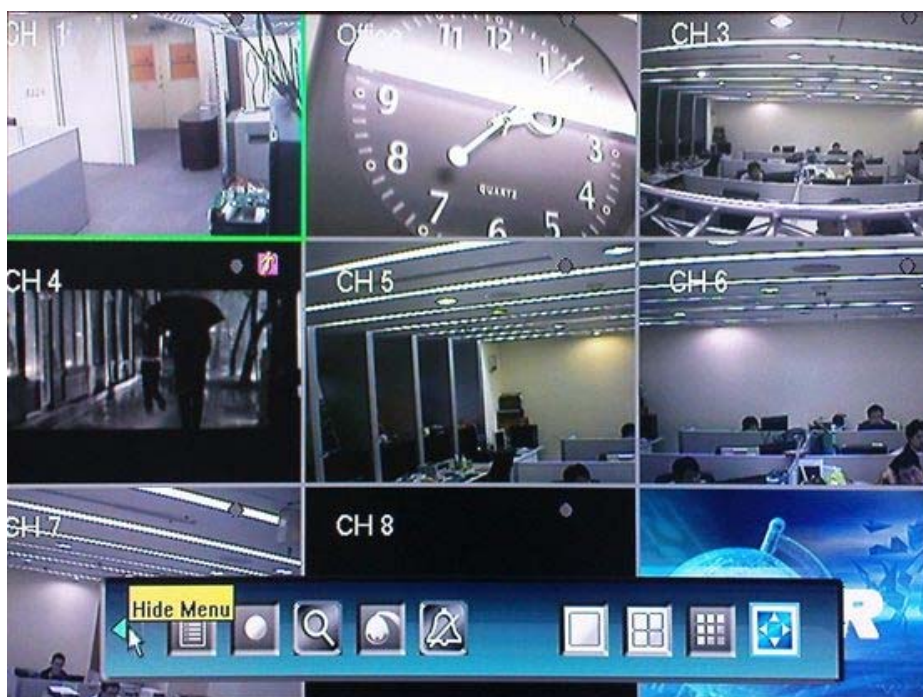 CH 1
Office
CH 3
11 12 1
9
8
7
6
5
4
3
QUARTZ
CH 4
CH 5
CH 6
CH 7
CH 8
R
Hide Menu